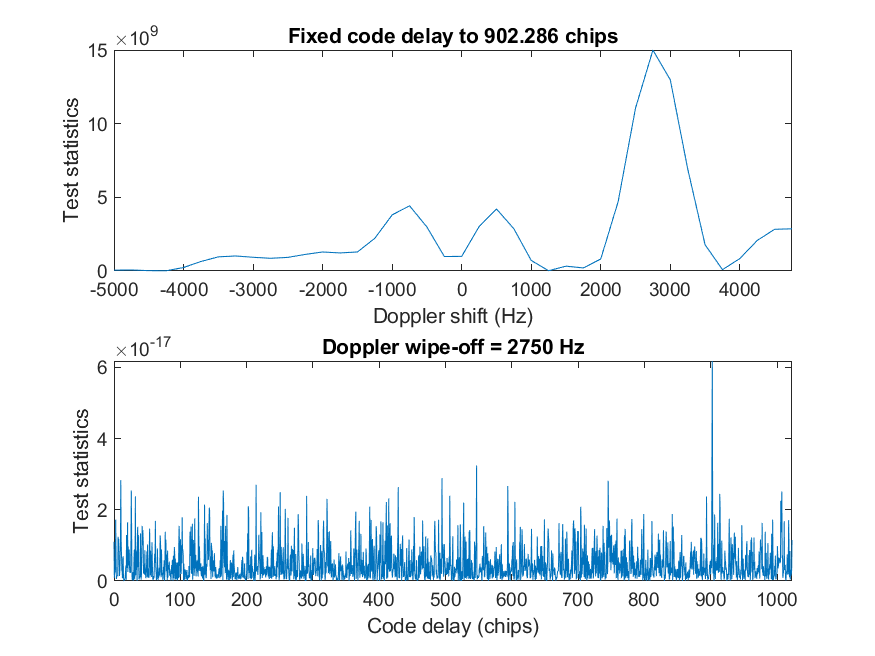 Fixed code delay to 902.286 chips
×10^9
15
10
5
0
Test statistics
-5000 -4000 -3000 -2000 -1000 0 1000 2000 3000 4000
Doppler shift (Hz)
Doppler wipe-off = 2750 Hz
×10^-17
6
4
2
0
Test statistics
0 100 200 300 400 500 600 700 800 900 1000
Code delay (chips)